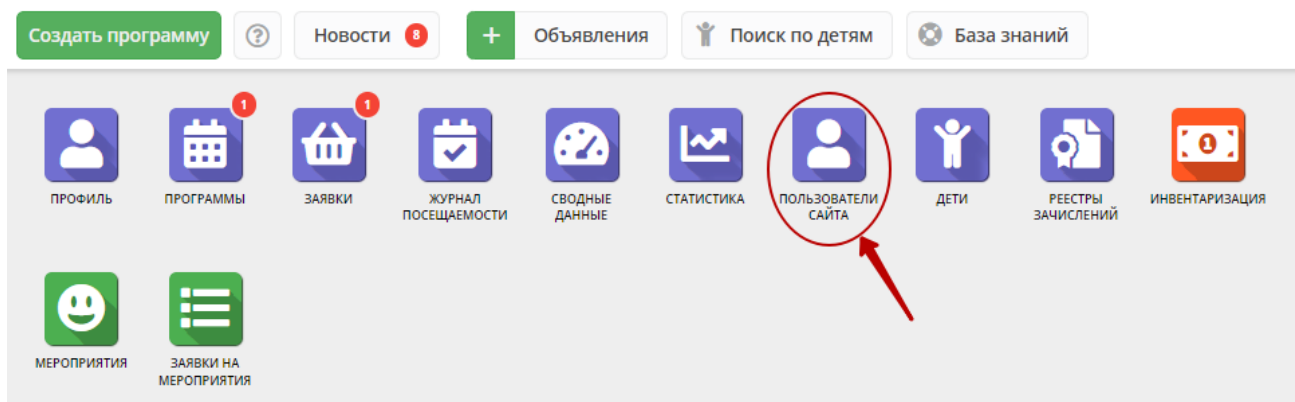 Создать программу
?
Новости 8
+ Объявления
Поиск по детям
База знаний
1
1
1
ПРОФИЛЬ
ПРОГРАММЫ
ЗАЯВКИ
ЖУРНАЛ
ПОСЕЩАЕМОСТИ
СВОДНЫЕ
ДАННЫЕ
СТАТИСТИКА
ПОЛЬЗОВАТЕЛИ
САЙТА
ДЕТИ
РЕЕСТРЫ
ЗАЧИСЛЕНИЙ
ИНВЕНТАРИЗАЦИЯ
МЕРОПРИЯТИЯ
ЗАЯВКИ НА
МЕРОПРИЯТИЯ